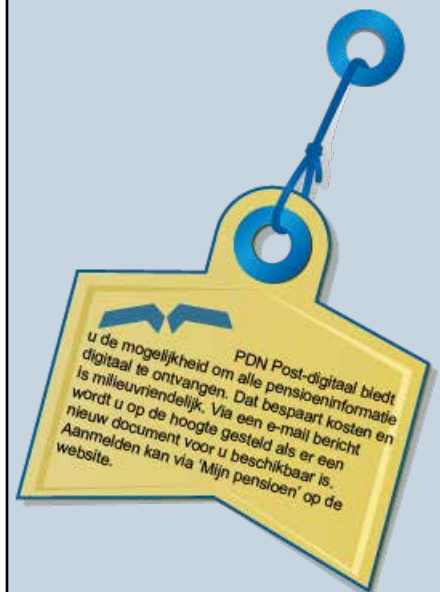 PDN Post-digitaal biedt
u de mogelijkheid om alle pensioeninformatie
digitaal te ontvangen. Dat bespaart kosten en
is milieuvriendelijk. Via een e-mail bericht
wordt u op de hoogte gesteld als er een
nieuw document voor u beschikbaar is.
Aanmelden kan via ‘Mijn pensioen’ op de
website.